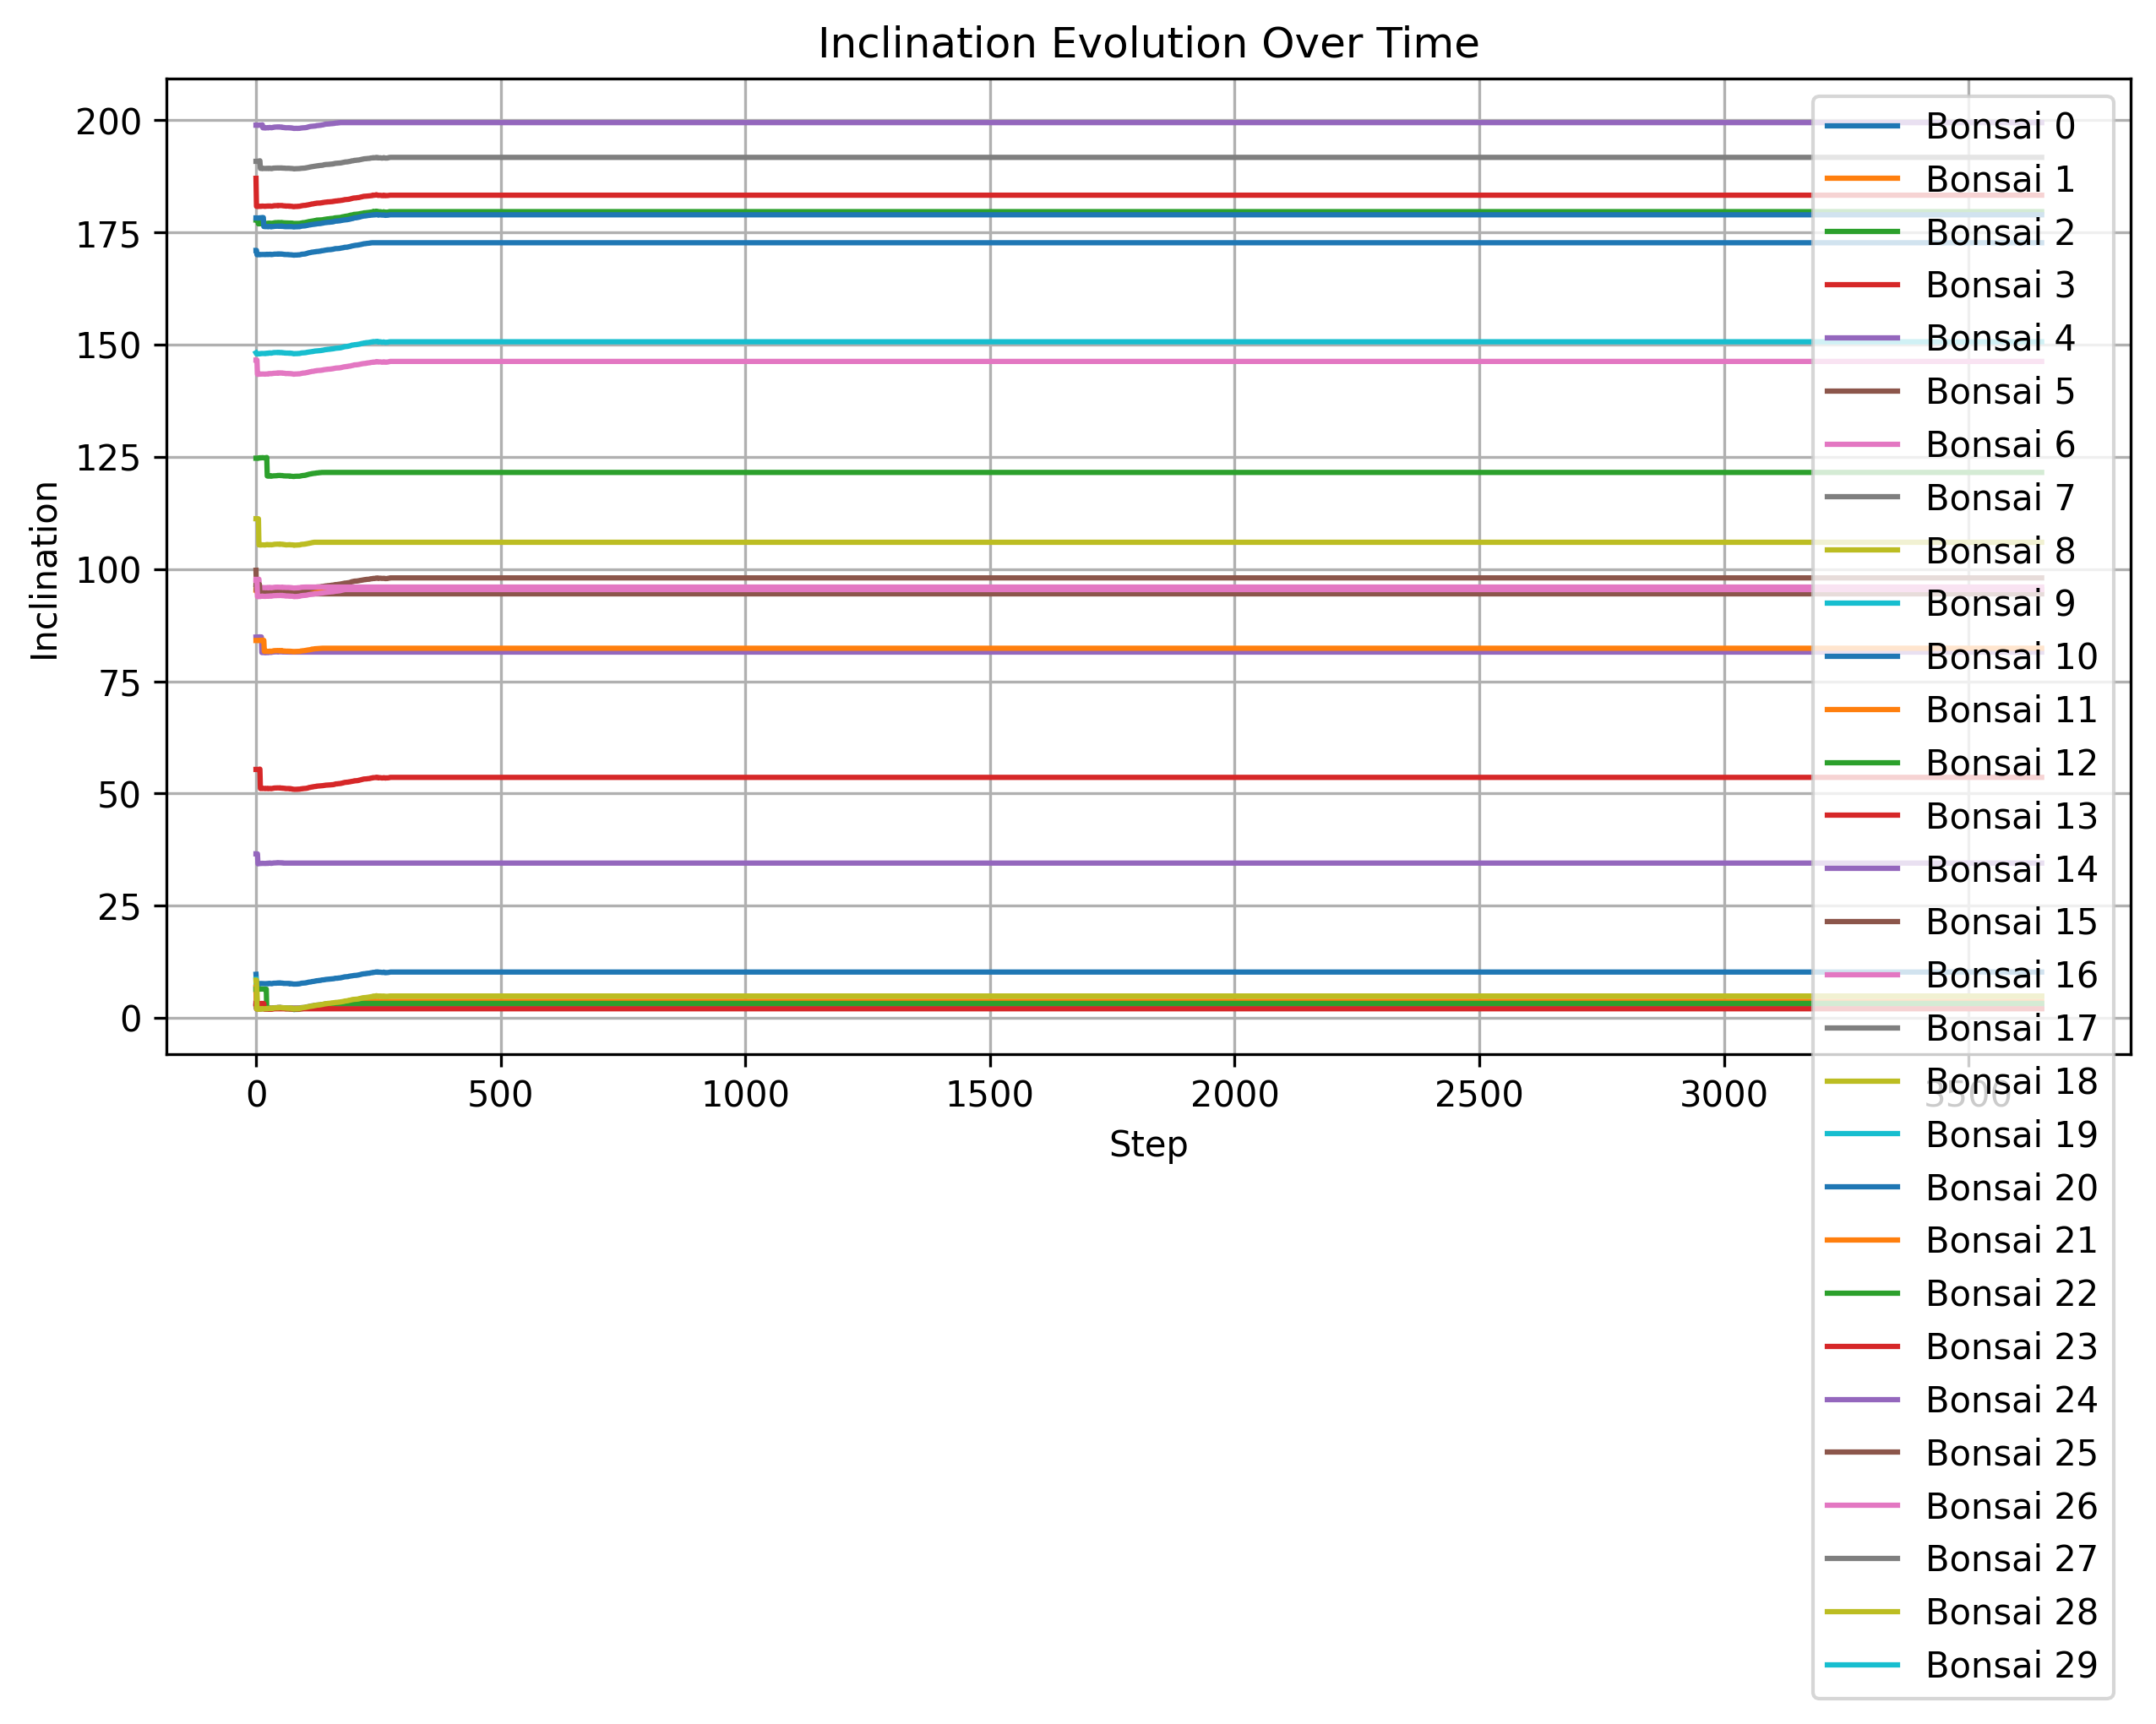 Inclination Evolution Over Time
200
175
150
125
100
75
50
25
0
Inclination
0
500
1000
1500
2000
2500
3000
3500
Step
Bonsai 0
Bonsai 1
Bonsai 2
Bonsai 3
Bonsai 4
Bonsai 5
Bonsai 6
Bonsai 7
Bonsai 8
Bonsai 9
Bonsai 10
Bonsai 11
Bonsai 12
Bonsai 13
Bonsai 14
Bonsai 15
Bonsai 16
Bonsai 17
Bonsai 18
Bonsai 19
Bonsai 20
Bonsai 21
Bonsai 22
Bonsai 23
Bonsai 24
Bonsai 25
Bonsai 26
Bonsai 27
Bonsai 28
Bonsai 29